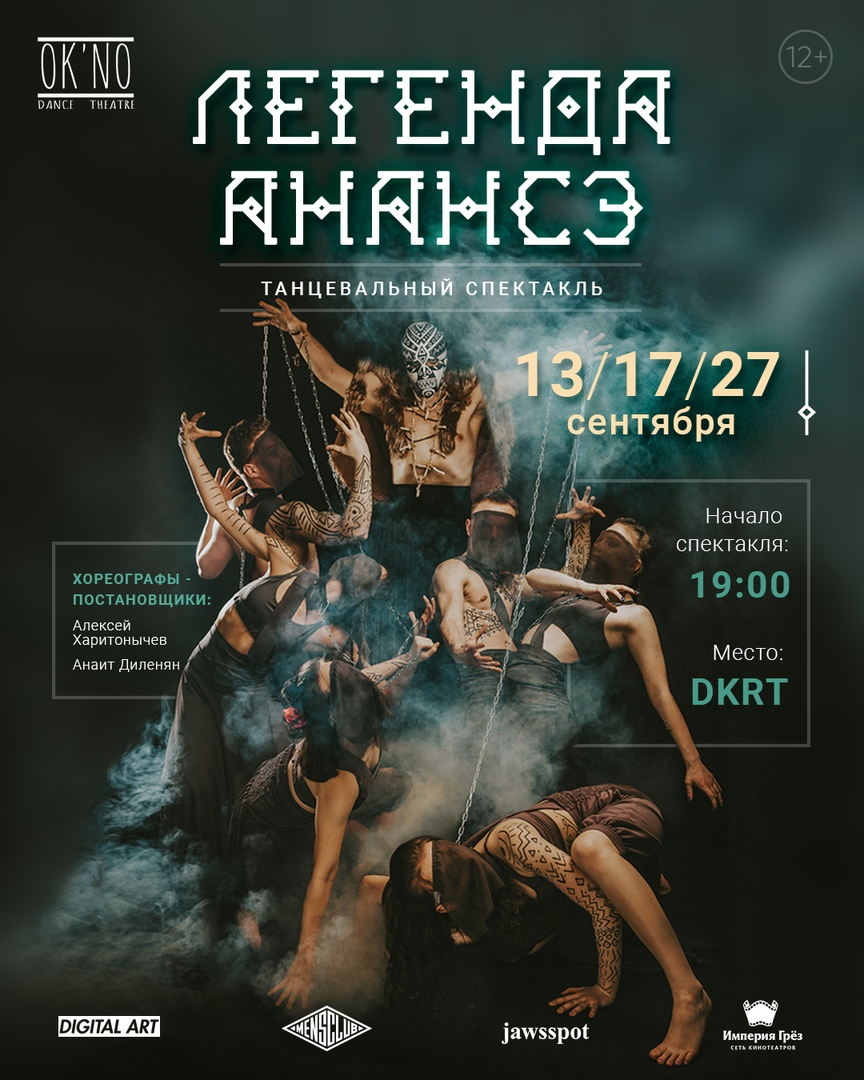 OK'NO
DANCE THEATRE
12+
ЛЕГЕНДА
АНАНСЭ
ТАНЦЕВАЛЬНЫЙ СПЕКТАКЛЬ
13/17/27
сентября
Начало
спектакля:
19:00
Место:
DKRT
ХОРЕОГРАФЫ -
ПОСТАНОВЩИКИ:
Алексей
Харитонычев
Анаит Диленян
DIGITAL ART
MENSCLUB
jawsspot
Империя Грёз
СЕТЬ КИНОТЕАТРОВ